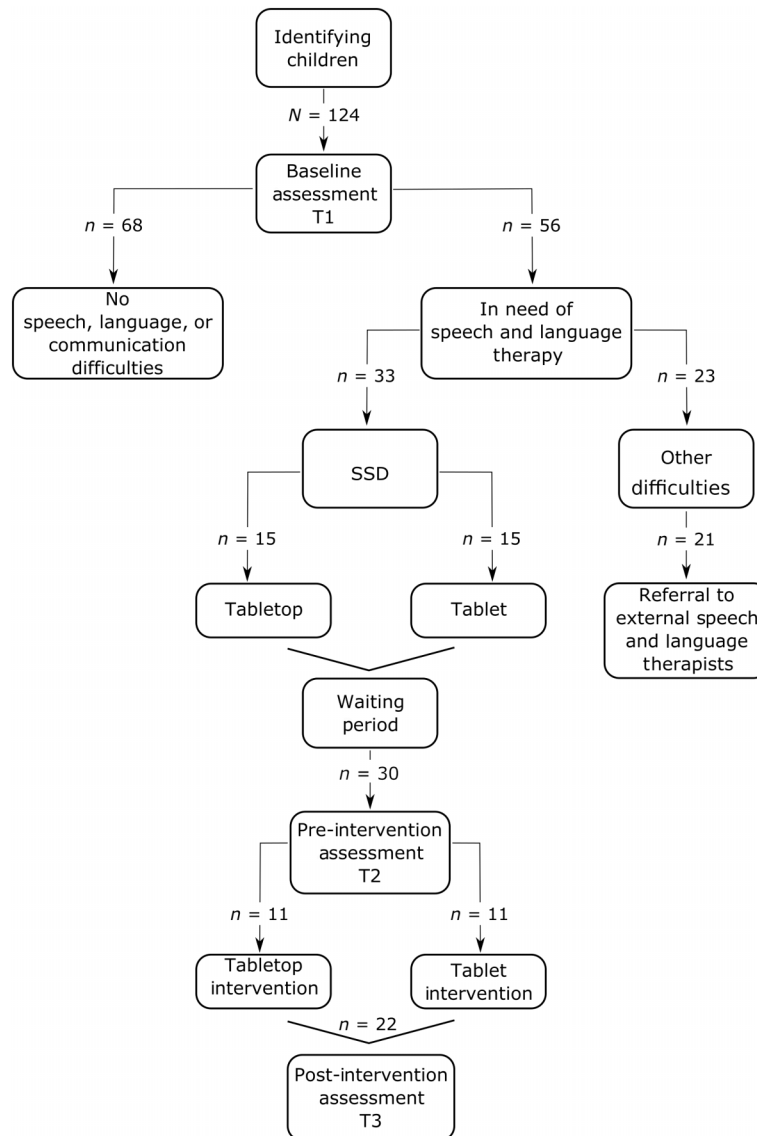 Identifying
children
N = 124
Baseline
assessment
T1
n = 68
n = 56
No
speech, language, or
communication
difficulties
In need of
speech and language
therapy
n = 33
n = 23
SSD
Other
difficulties
n = 15
n = 15
n = 21
Tabletop
Tablet
Referral to
external speech
and language
therapists
Waiting
period
n = 30
Pre-intervention
assessment
T2
n = 11
n = 11
Tabletop
intervention
Tablet
intervention
n = 22
Post-intervention
assessment
T3